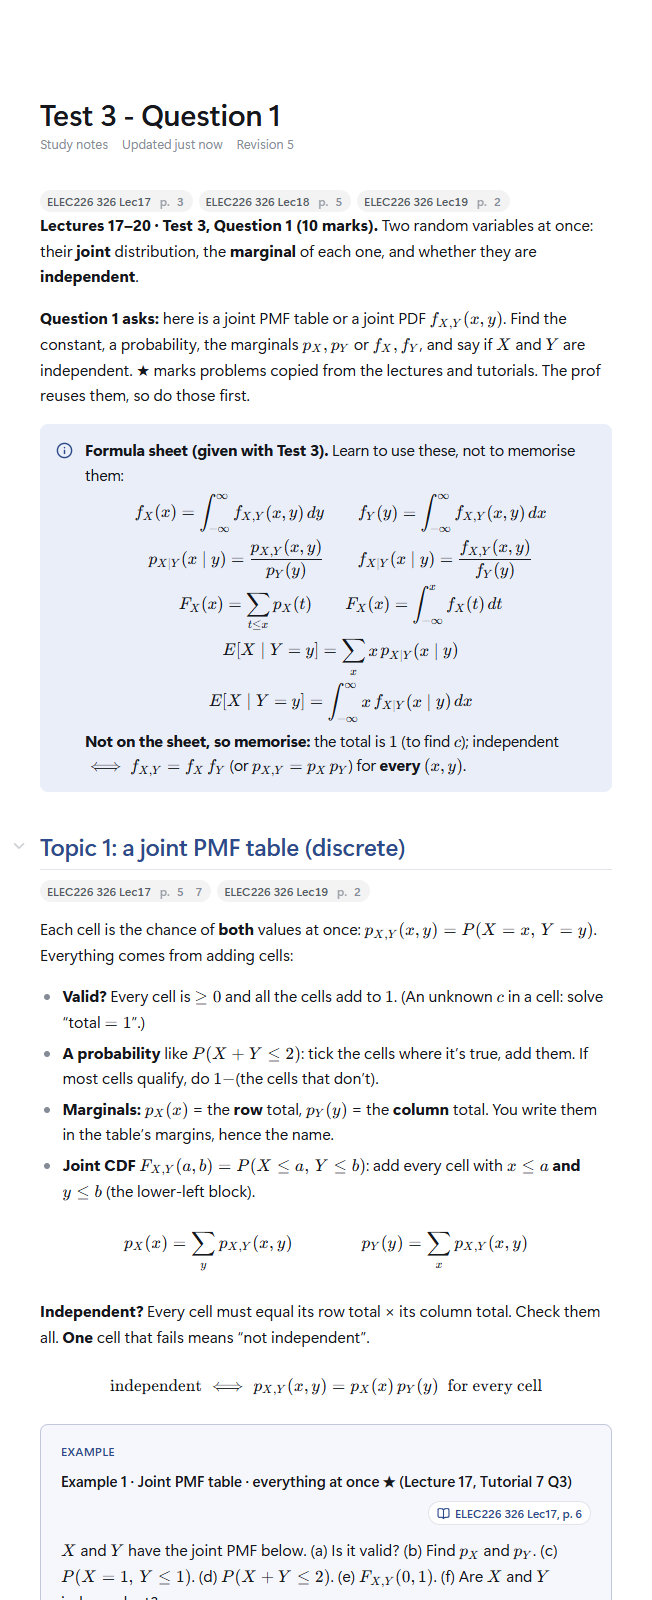 Test 3 - Question 1
Study notes Updated just now Revision 5
ELEC226 326 Lec17 p. 3 ELEC226 326 Lec18 p. 5 ELEC226 326 Lec19 p. 2
Lectures 17–20 · Test 3, Question 1 (10 marks). Two random variables at once:
their joint distribution, the marginal of each one, and whether they are
independent.
Question 1 asks: here is a joint PMF table or a joint PDF f_{X,Y}(x, y). Find the
constant, a probability, the marginals p_X, p_Y or f_X, f_Y, and say if X and Y are
independent. ★ marks problems copied from the lectures and tutorials. The prof
reuses them, so do those first.
Formula sheet (given with Test 3). Learn to use these, not to memorise
them:
f_X(x) = ∫_{-∞}^{∞} f_{X,Y}(x, y) dy f_Y(y) = ∫_{-∞}^{∞} f_{X,Y}(x, y) dx
p_{X|Y}(x | y) = p_{X,Y}(x, y) / p_Y(y) f_{X|Y}(x | y) = f_{X,Y}(x, y) / f_Y(y)
F_X(x) = ∑_{t≤x} p_X(t) F_X(x) = ∫_{-∞}^{x} f_X(t) dt
E[X | Y = y] = ∑_x x p_{X|Y}(x | y)
E[X | Y = y] = ∫_{-∞}^{∞} x f_{X|Y}(x | y) dx
Not on the sheet, so memorise: the total is 1 (to find c); independent
⟺ f_{X,Y} = f_X f_Y (or p_{X,Y} = p_X p_Y) for every (x, y).
Topic 1: a joint PMF table (discrete)
ELEC226 326 Lec17 p. 5 7 ELEC226 326 Lec19 p. 2
Each cell is the chance of both values at once: p_{X,Y}(x, y) = P(X = x, Y = y).
Everything comes from adding cells:
• Valid? Every cell is ≥ 0 and all the cells add to 1. (An unknown c in a cell: solve
“total = 1”.)
• A probability like P(X + Y ≤ 2): tick the cells where it’s true, add them. If
most cells qualify, do 1−(the cells that don’t).
• Marginals: p_X(x) = the row total, p_Y(y) = the column total. You write them
in the table’s margins, hence the name.
• Joint CDF F_{X,Y}(a, b) = P(X ≤ a, Y ≤ b): add every cell with x ≤ a and
y ≤ b (the lower-left block).
p_X(x) = ∑_y p_{X,Y}(x, y) p_Y(y) = ∑_x p_{X,Y}(x, y)
Independent? Every cell must equal its row total × its column total. Check them
all. One cell that fails means “not independent”.
independent ⟺ p_{X,Y}(x, y) = p_X(x) p_Y(y) for every cell
EXAMPLE
Example 1 · Joint PMF table · everything at once ★ (Lecture 17, Tutorial 7 Q3)
ELEC226 326 Lec17, p. 6
X and Y have the joint PMF below. (a) Is it valid? (b) Find p_X and p_Y. (c)
P(X = 1, Y ≤ 1). (d) P(X + Y ≤ 2). (e) F_{X,Y}(0, 1). (f) Are X and Y